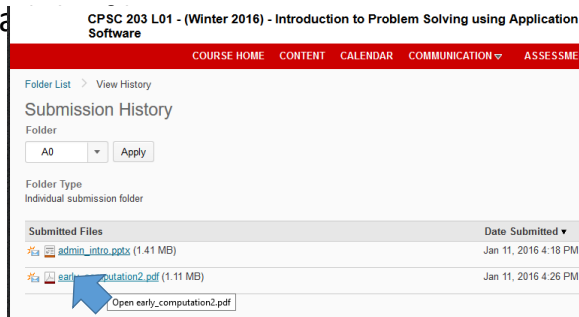 CPSC 203 L01 - (Winter 2016) - Introduction to Problem Solving using Application
Software
COURSE HOME CONTENT CALENDAR COMMUNICATION ASSESSME
Folder List > View History
Submission History
Folder
A0 Apply
Folder Type
Individual submission folder
Submitted Files Date Submitted
admin_intro.pptx (1.41 MB) Jan 11, 2016 4:18 PM
early_computation2.pdf (1.11 MB) Jan 11, 2016 4:26 PM
Open early_computation2.pdf